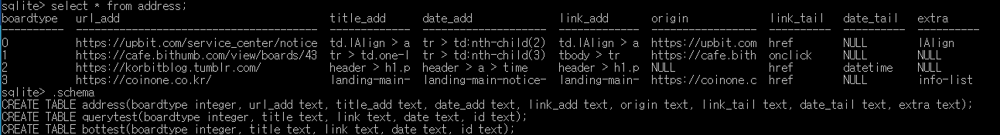 sqlite> select * from address;
boardtype   url_add                                 title_add      date_add              link_add       origin            link_tail   date_tail   extra
----------  --------------------------------------  -------------  --------------------  -------------  ----------------  ----------  ----------  ----------
0           https://upbit.com/service_center/notice  td.lAlign > a  tr > td:nth-child(2)  td.lAlign > a  https://upbit.com  href        NULL        lAlign
1           https://cafe.bithumb.com/view/boards/43  tr > td.one-l  tr > td:nth-child(3)  tbody > tr     https://cafe.bith  onclick     NULL        NULL
2           https://korbitblog.tumblr.com/          header > h1.p  header > a > time     header > h1.p  NULL              href        datetime    NULL
3           https://coinone.co.kr/                  landing-main-  landing-main-notice-  landing-main-  https://coinone.c  href        NULL        info-list
sqlite> .schema
CREATE TABLE address(boardtype integer, url_add text, title_add text, date_add text, link_add text, origin text, link_tail text, date_tail text, extra text);
CREATE TABLE querytest(boardtype integer, title text, link text, date text, id text);
CREATE TABLE bottest(boardtype integer, title text, link text, date text, id text);